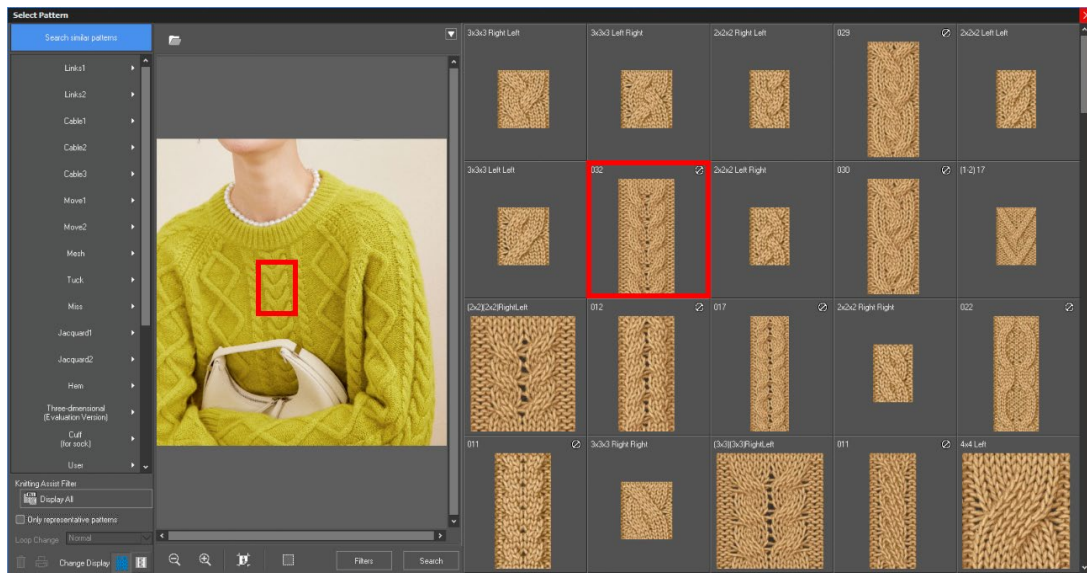 Select Pattern
Search similar patterns
Links1
Links2
Cable1
Cable2
Cable3
Move1
Move2
Mesh
Tuck
Miss
Jacquard1
Jacquard2
Hem
Three-dimensional
(Evaluation Version)
Cuff
(for sock)
User
Knitting Assist Filter
Display All
Only representative patterns
Loop Change Normal
Change Display
Filters
Search
3x3x3 Right Left
3x3x3 Left Right
2x2x2 Right Left
029
2x2x2 Left Left
3x3x3 Left Left
032
2x2x2 Left Right
030
(1-2) 17
(2x2)(2x2)RightLeft
012
017
2x2x2 Right Right
022
011
3x3x3 Right Right
(3x3)(3x3)RightLeft
011
4x4 Left